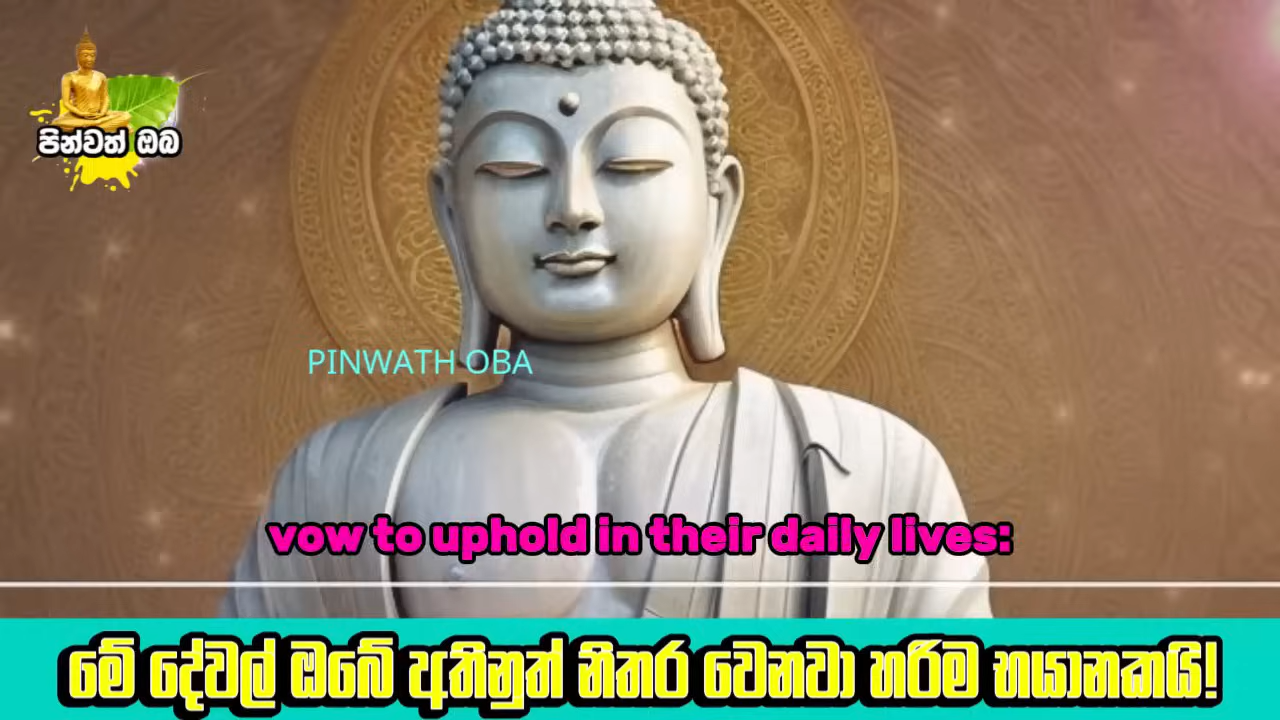 පින්වත් ඔබ
PINWATH OBA
vow to uphold in their daily lives:
මේ දේවල් ඔබේ අතිනුත් නිතර වෙනවා හරිම භයානකයි!